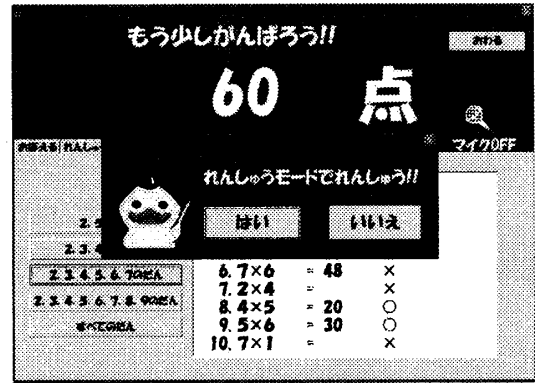 もう少しがんばろう!!
おわる
60 点
マイクOFF
れんしゅうモードでれんしゅう!!
はい いいえ
2. 3. 4. 5. 6. 7のだん
2. 3. 4. 5. 6. 7. 8. 9のだん
すべてのだん
6. 7×6 = 48 ×
7. 2×4 = ×
8. 4×5 = 20 ○
9. 5×6 = 30 ○
10. 7×1 = ×